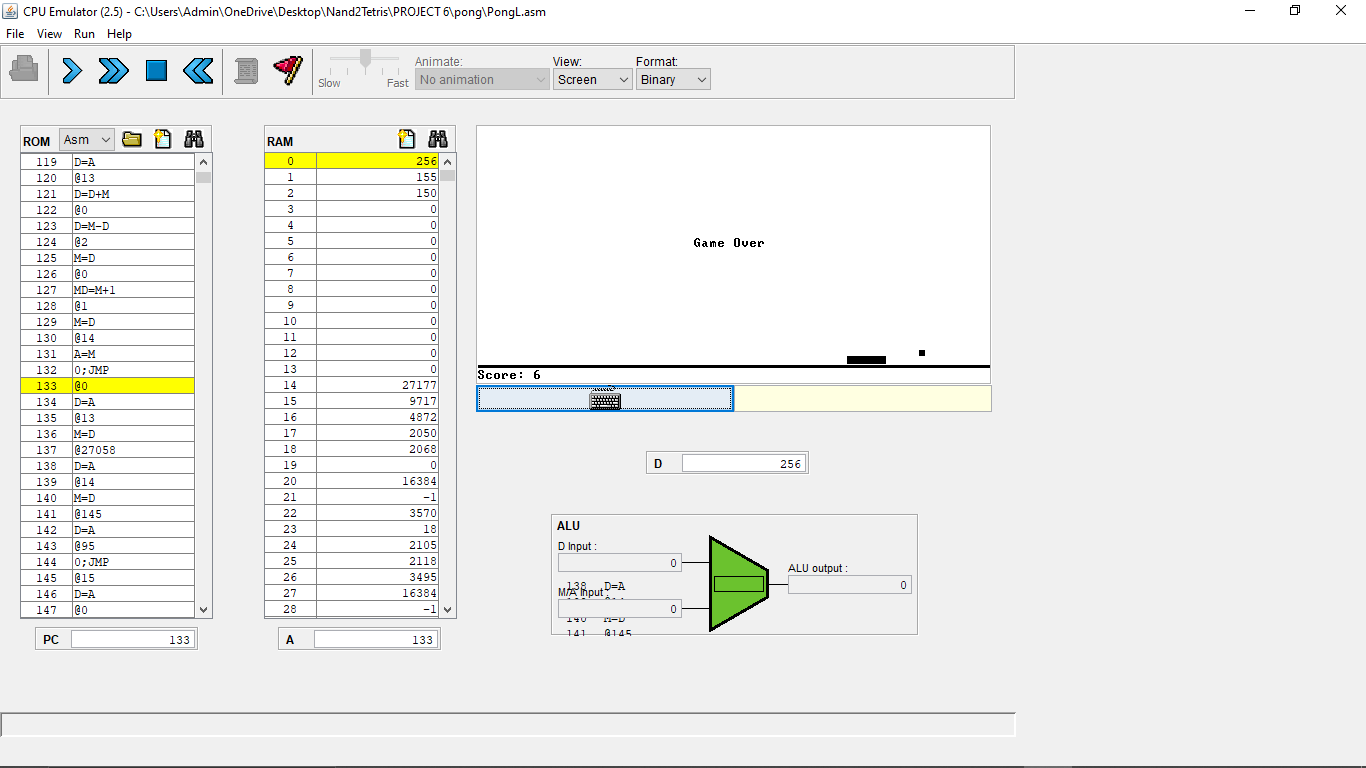 CPU Emulator (2.5) - C:\Users\Admin\OneDrive\Desktop\Nand2Tetris\PROJECT 6\pong\PongL.asm
File View Run Help
Slow Fast
Animate: View: Format:
No animation Screen Binary
ROM Asm
119 D=A
120 @13
121 D=D+M
122 @0
123 D=M-D
124 @2
125 M=D
126 @0
127 MD=M+1
128 @1
129 M=D
130 @14
131 A=M
132 0;JMP
133 @0
134 D=A
135 @13
136 M=D
137 @27058
138 D=A
139 @14
140 M=D
141 @145
142 D=A
143 @95
144 0;JMP
145 @15
146 D=A
147 @0
PC 133
RAM
0 256
1 155
2 150
3 0
4 0
5 0
6 0
7 0
8 0
9 0
10 0
11 0
12 0
13 0
14 27177
15 9717
16 4872
17 2050
18 2068
19 0
20 16384
21 -1
22 3570
23 18
24 2105
25 2118
26 3495
27 16384
28 -1
A 133
Game Over
Score: 6
D 256
ALU
D Input :
0
138 D=A
M/A Input :
0
140 M=D
141 @145
ALU output :
0